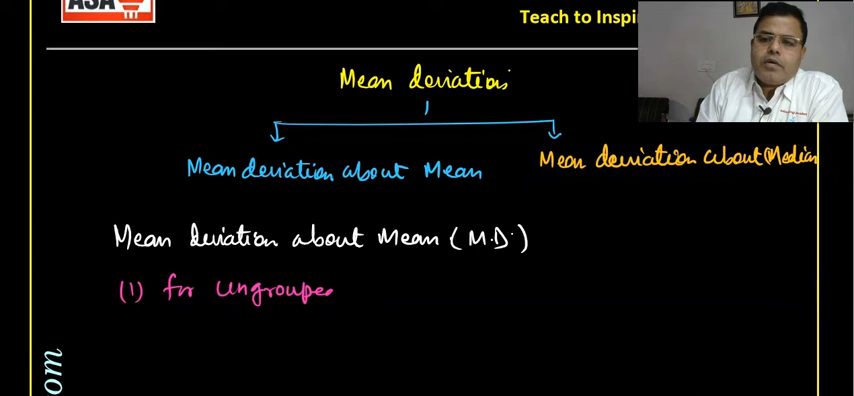 ASA
Teach to Inspi
Mean deviation
Mean deviation about Mean
Mean deviation about Median
Mean deviation about Mean (M.D.)
(1) for ungroupe
om